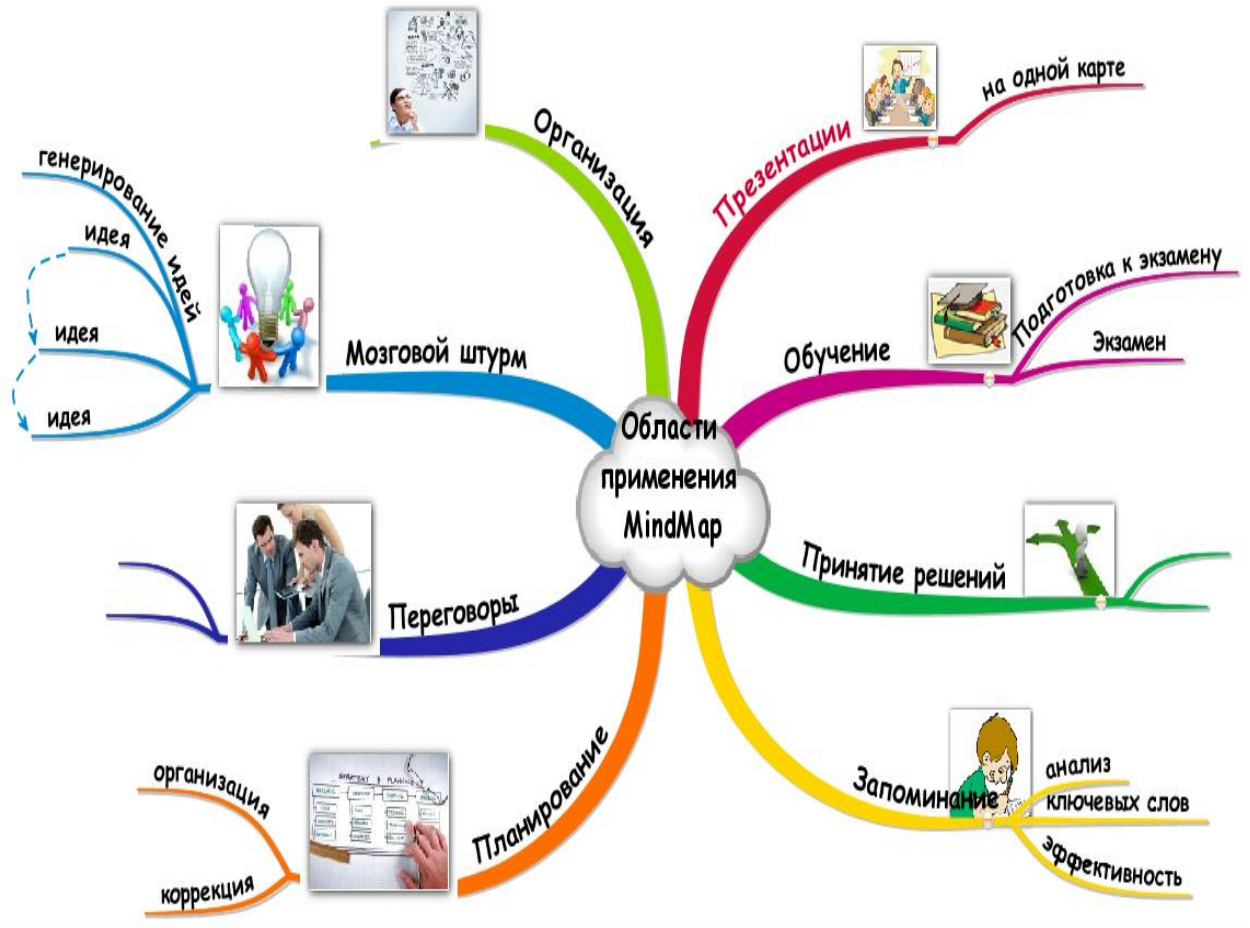 Области
применения
MindMap
Организация
Презентации
на одной карте
Обучение
Подготовка к экзамену
Экзамен
Принятие решений
Запоминание
анализ
ключевых слов
эффективность
Планирование
организация
коррекция
Переговоры
Мозговой штурм
генерирование идей
идея
идея
идея